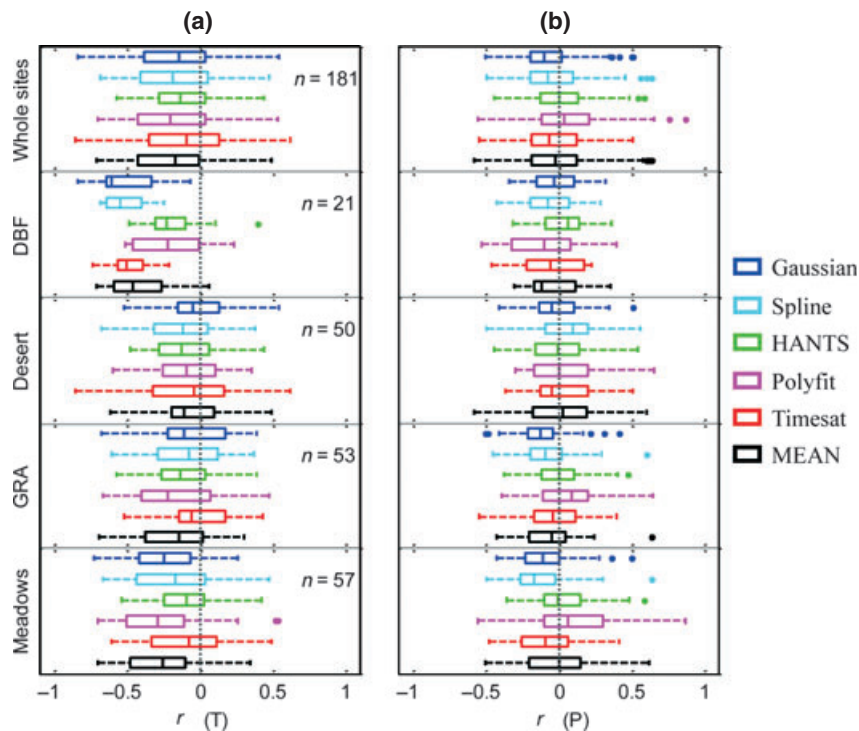 (a) (b)
Whole sites
n = 181
DBF
n = 21
Desert
n = 50
GRA
n = 53
Meadows
n = 57
Gaussian
Spline
HANTS
Polyfit
Timesat
MEAN
−1 −0.5 0 0.5 1 −1 −0.5 0 0.5 1
r (T) r (P)